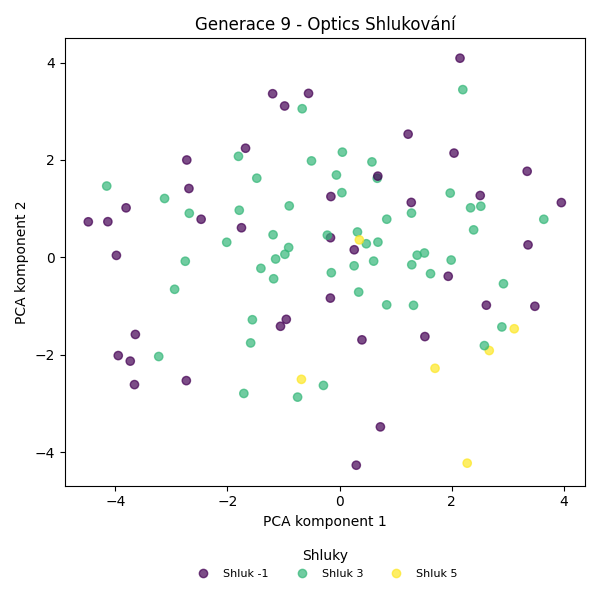 Generace 9 - Optics Shlukování
PCA komponent 2
4
2
0
−2
−4
−4 −2 0 2 4
PCA komponent 1
Shluky
Shluk -1 Shluk 3 Shluk 5